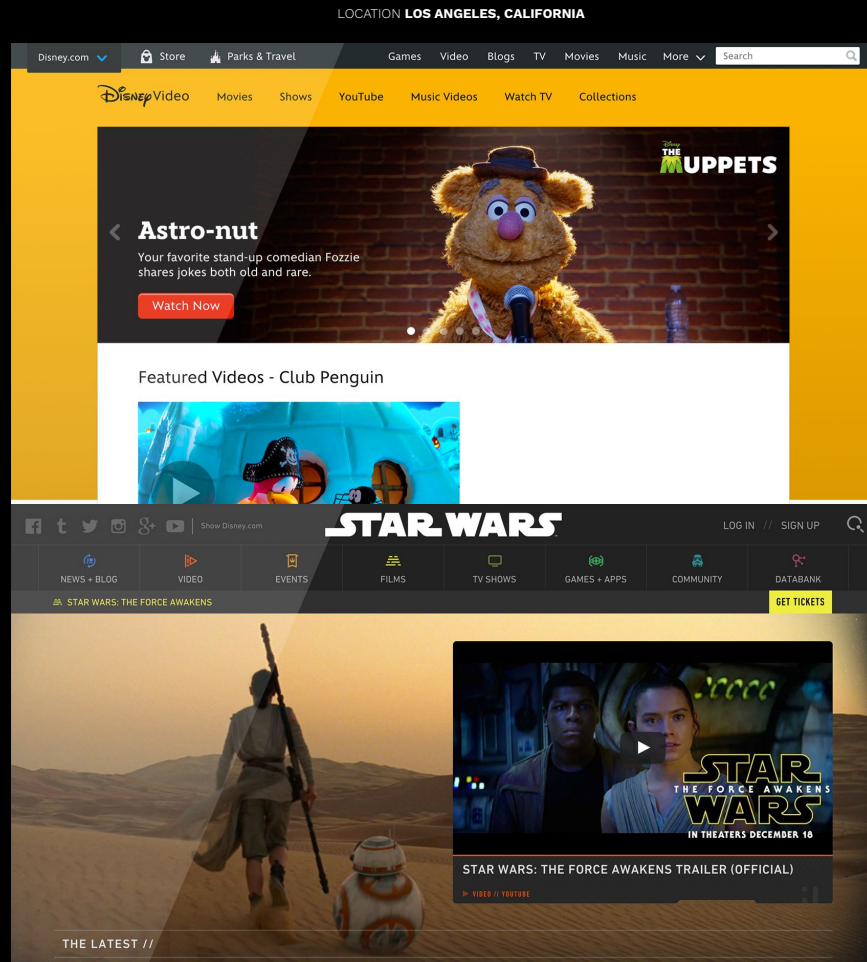 LOCATION LOS ANGELES, CALIFORNIA
Disney.com Store Parks & Travel Games Video Blogs TV Movies Music More Search
Disney Video Movies Shows YouTube Music Videos Watch TV Collections
Disney
THE
MUPPETS
Astro-nut
Your favorite stand-up comedian Fozzie
shares jokes both old and rare.
Watch Now
Featured Videos - Club Penguin
Show Disney.com STAR WARS LOG IN // SIGN UP
NEWS + BLOG VIDEO EVENTS FILMS TV SHOWS GAMES + APPS COMMUNITY DATABANK
STAR WARS: THE FORCE AWAKENS GET TICKETS
STAR
THE FORCE AWAKENS
WARS
IN THEATERS DECEMBER 18
STAR WARS: THE FORCE AWAKENS TRAILER (OFFICIAL)
VIDEO // YOUTUBE
THE LATEST //